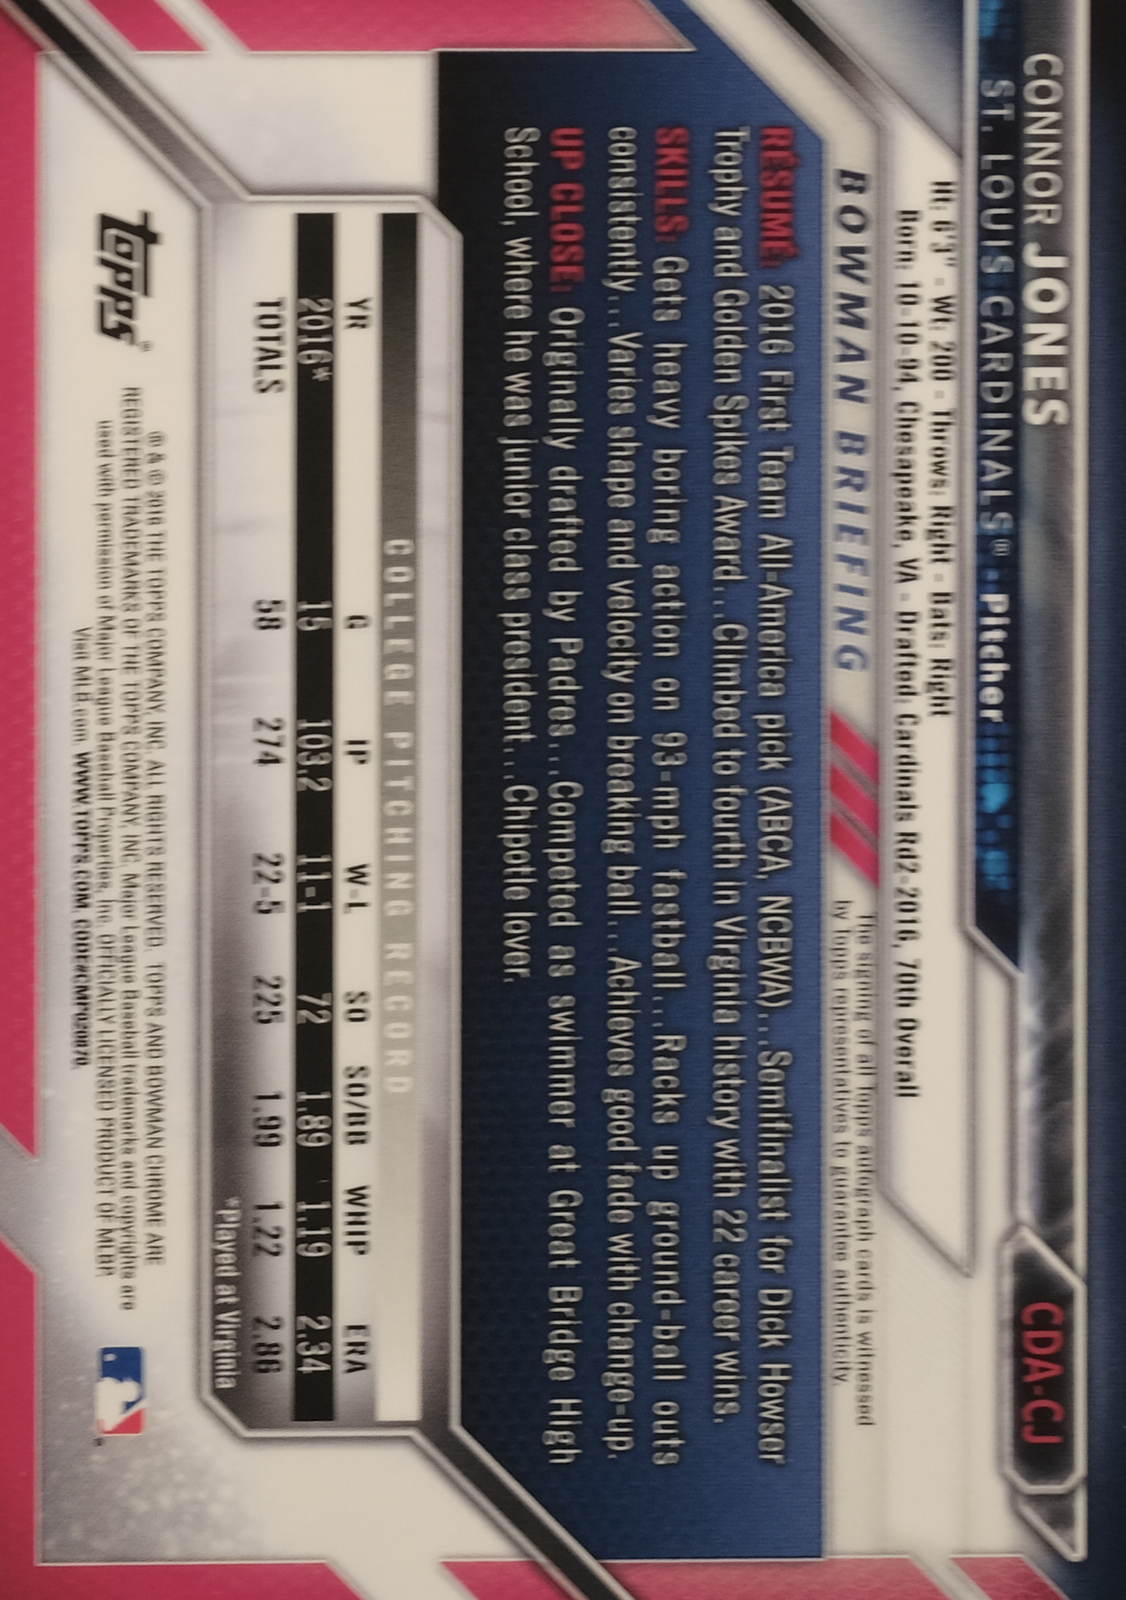 CONNOR JONES
ST. LOUIS CARDINALS® - Pitcher
CDA-CJ
Ht: 6'3" - Wt: 200 - Throws: Right - Bats: Right
Born: 10-10-94, Chesapeake, VA - Drafted: Cardinals Rd2-2016, 70th Overall
BOWMAN BRIEFING
The signing of all Topps autograph cards is witnessed
by Topps representatives to guarantee authenticity.
RÉSUMÉ: 2016 First Team All-America pick (ABCA, NCBWA)...Semifinalist for Dick Howser
Trophy and Golden Spikes Award...Climbed to fourth in Virginia history with 22 career wins.
SKILLS: Gets heavy boring action on 93-mph fastball...Racks up ground-ball outs
consistently...Varies shape and velocity on breaking ball...Achieves good fade with change-up.
UP CLOSE: Originally drafted by Padres...Competed as swimmer at Great Bridge High
School, where he was junior class president...Chipotle lover.
COLLEGE PITCHING RECORD
YR G IP W-L SO SO/BB WHIP ERA
2016* 15 103.2 11-1 72 1.89 1.19 2.34
TOTALS 58 274 22-5 225 1.99 1.22 2.86
*Played at Virginia
topps®
® & © 2016 THE TOPPS COMPANY, INC. ALL RIGHTS RESERVED. TOPPS AND BOWMAN CHROME ARE
REGISTERED TRADEMARKS OF THE TOPPS COMPANY, INC. Major League Baseball trademarks and copyrights are
used with permission of Major League Baseball Properties, Inc. OFFICIALLY LICENSED PRODUCT OF MLBP.
Visit MLB.com. WWW.TOPPS.COM. CODE#CMP020870.